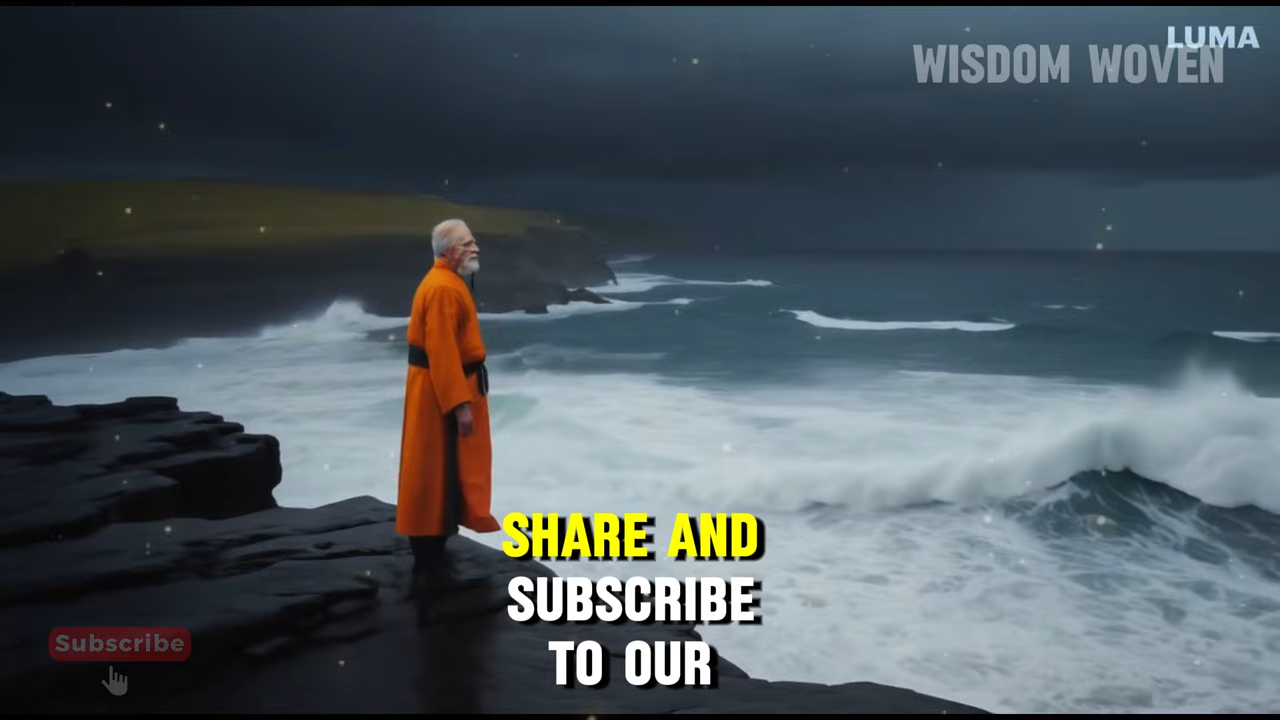 LUMA
WISDOM WOVEN
SHARE AND
SUBSCRIBE
TO OUR
Subscribe